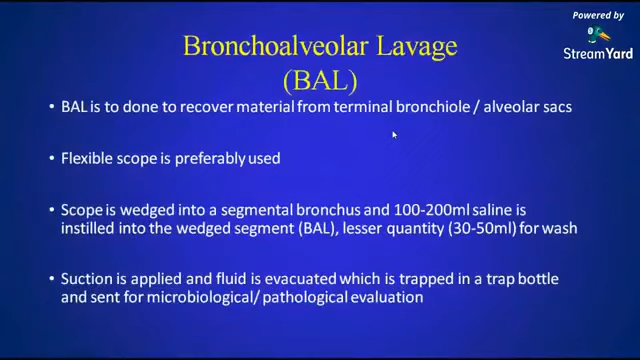 Powered by
StreamYard
Bronchoalveolar Lavage
(BAL)
• BAL is to done to recover material from terminal bronchiole / alveolar sacs
• Flexible scope is preferably used
• Scope is wedged into a segmental bronchus and 100-200ml saline is
instilled into the wedged segment (BAL), lesser quantity (30-50ml) for wash
• Suction is applied and fluid is evacuated which is trapped in a trap bottle
and sent for microbiological/ pathological evaluation